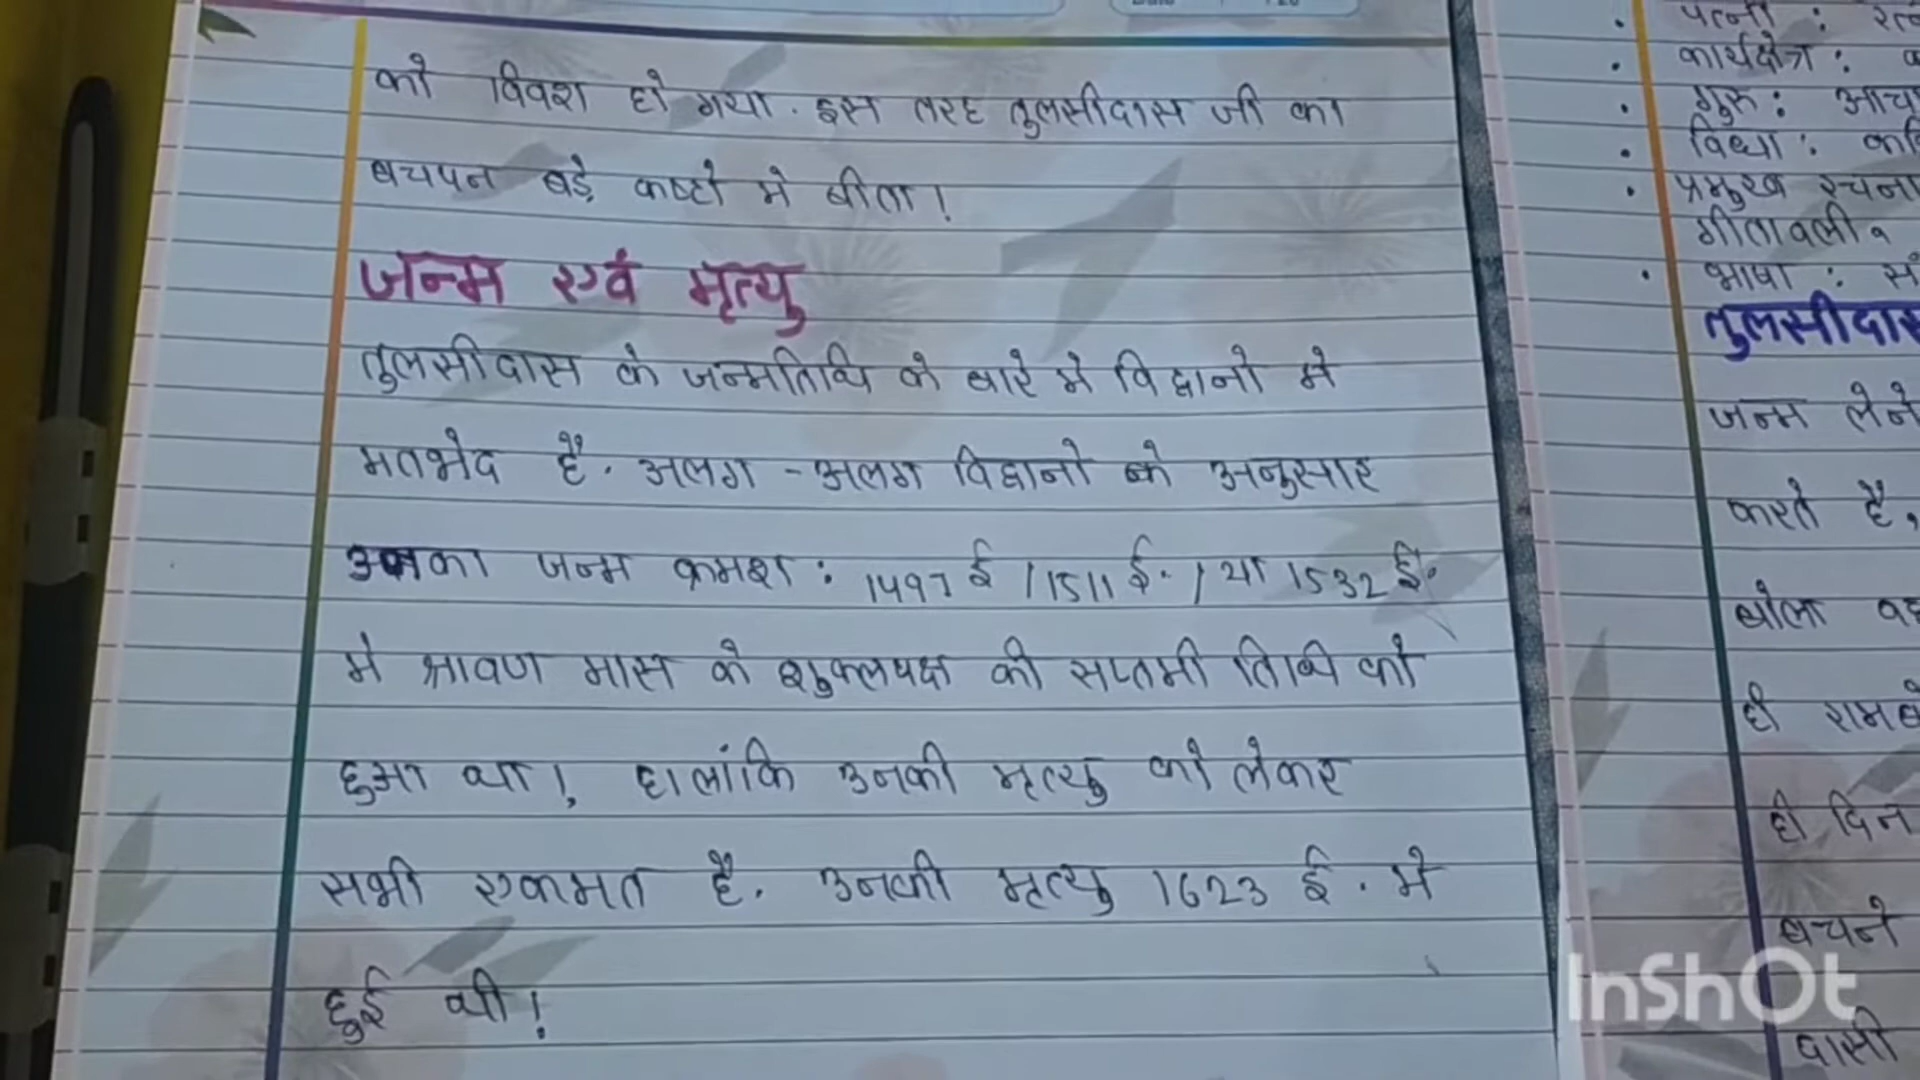 को विवश हो गया. इस तरह तुलसीदास जी का
बचपन बड़े कष्टो मे बीता!
जन्म एवं मृत्यु
तुलसीदास के जन्मतिथि के बारे मे विद्वानो मे
मतभेद है. अलग - अलग विद्वानो के अनुसार
उनका जन्म क्रमश: 1497 ई / 1511 ई. / या 1532 ई.
मे श्रावण मास के शुक्लपक्ष की सप्तमी तिथि को
हुआ था!, हालांकि उनकी मृत्यु को लेकर
सभी एकमत है. उनकी मृत्यु 1623 ई. मे
हुई थी!
पत्नी :
कार्यक्षेत्र :
गुरु :
विधा :
प्रमुख
गीतावली,
भाषा :
तुलसीदास
जन्म लेने
करते है,
बोला
ही
ही दिन
बचने
दासी
InShOt